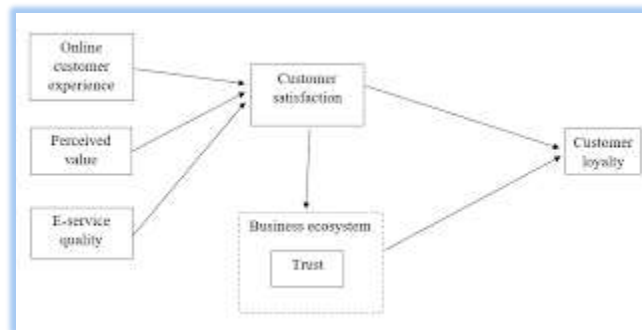 Online
customer
experience
Perceived
value
E-service
quality
Customer
satisfaction
Business ecosystem
Trust
Customer
loyalty